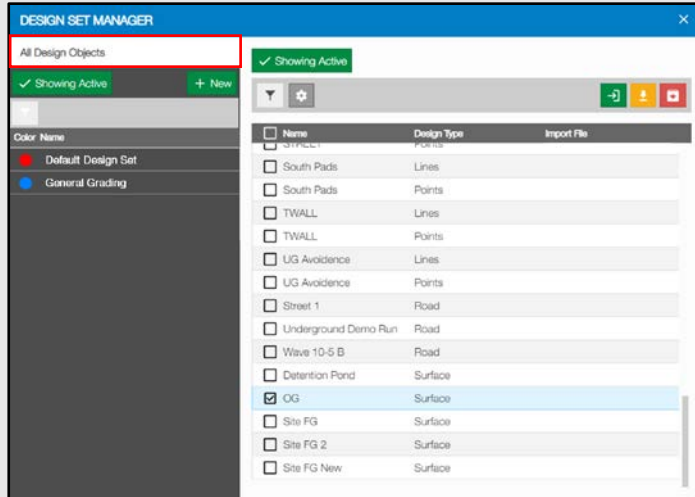 DESIGN SET MANAGER
All Design Objects
Showing Active
+ New
Color Name
Default Design Set
General Grading
Showing Active
Name Design Type Import File
STREET Points
South Pads Lines
South Pads Points
TWALL Lines
TWALL Points
UG Avoidence Lines
UG Avoidence Points
Street 1 Road
Underground Demo Run Road
Wave 10-5 B Road
Detention Pond Surface
OG Surface
Site FG Surface
Site FG 2 Surface
Site FG New Surface